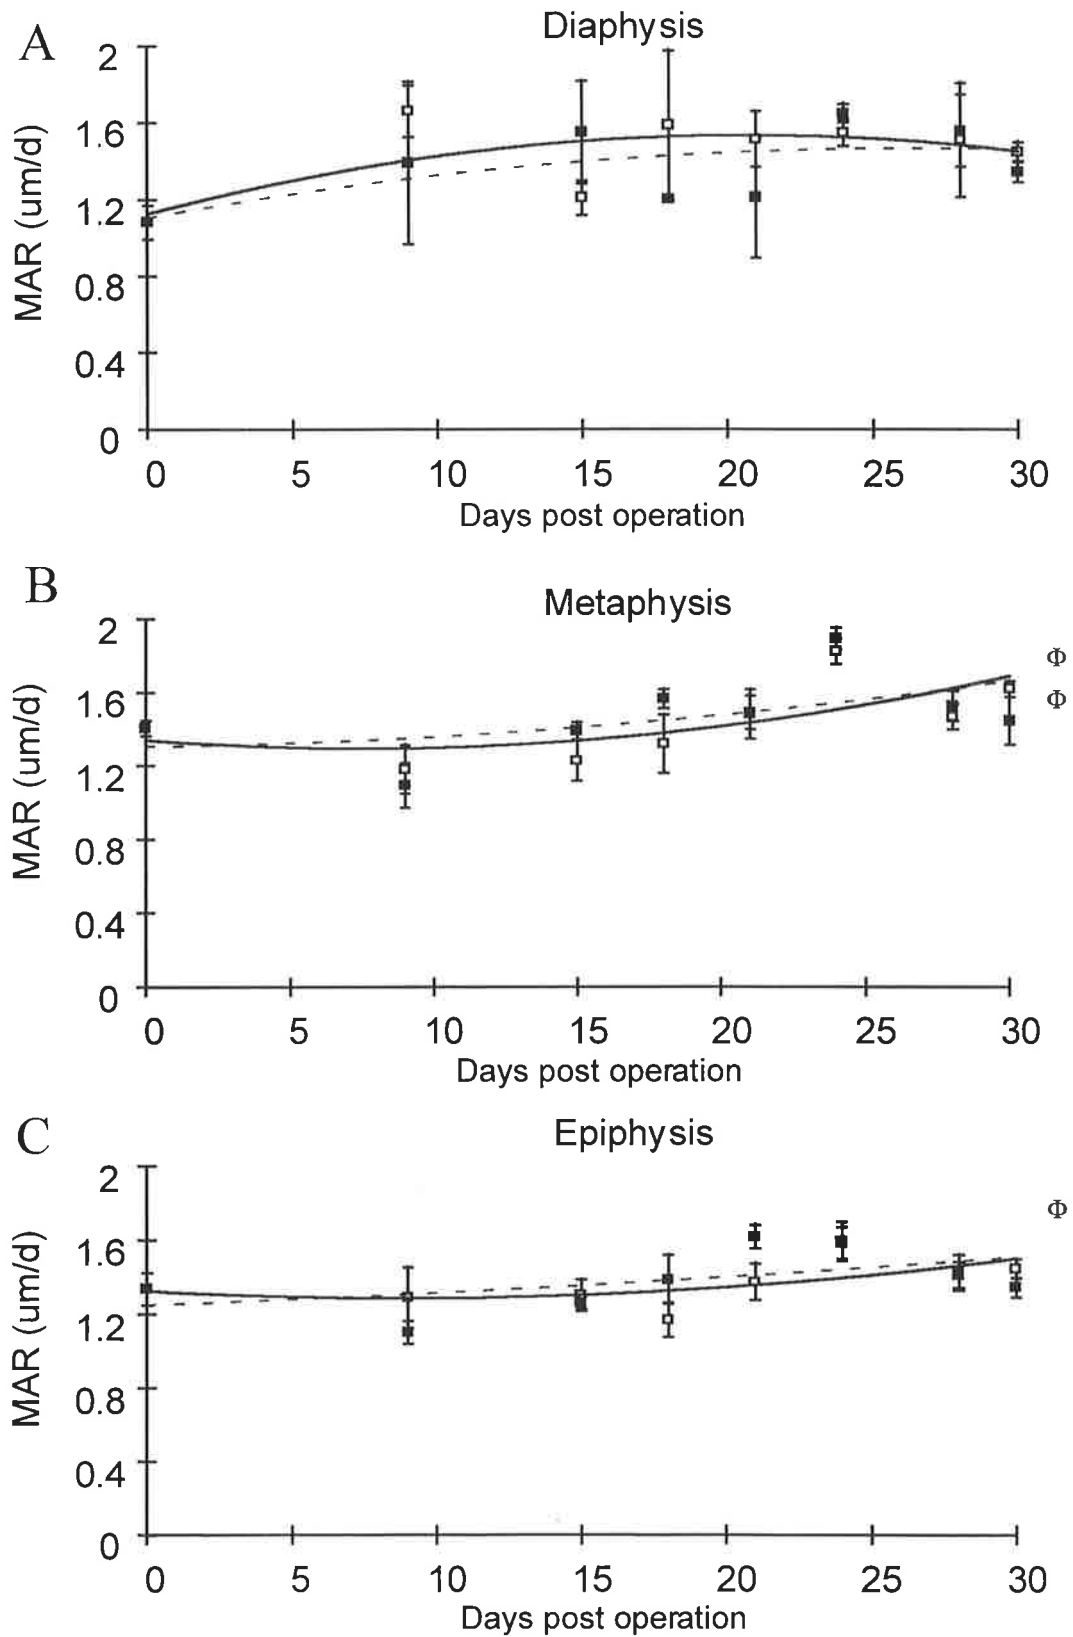 A
Diaphysis
MAR (um/d)
2
1.6
1.2
0.8
0.4
0
0 5 10 15 20 25 30
Days post operation
B
Metaphysis
MAR (um/d)
2
1.6
1.2
0.8
0.4
0
Φ
Φ
0 5 10 15 20 25 30
Days post operation
C
Epiphysis
MAR (um/d)
2
1.6
1.2
0.8
0.4
0
Φ
0 5 10 15 20 25 30
Days post operation